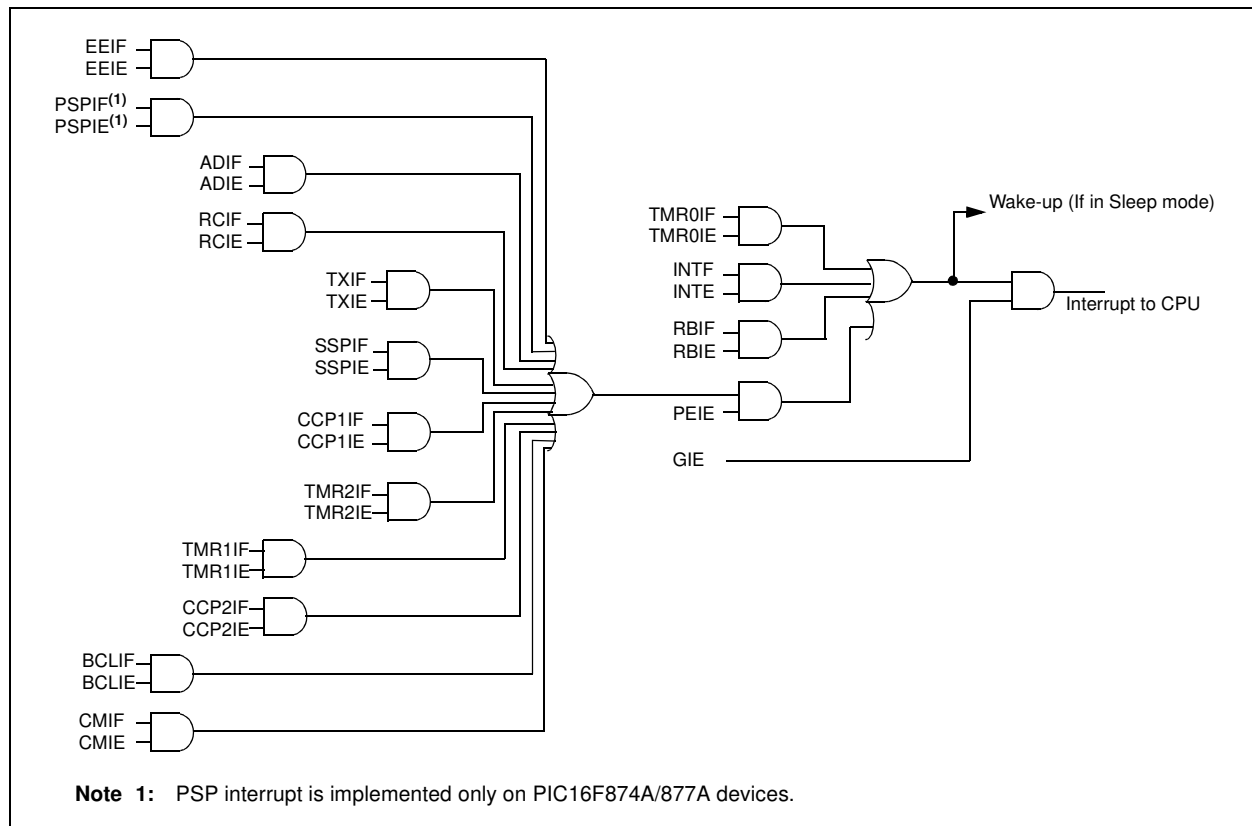 EEIF
EEIE
PSPIF(1)
PSPIE(1)
ADIF
ADIE
RCIF
RCIE
TXIF
TXIE
SSPIF
SSPIE
CCP1IF
CCP1IE
TMR2IF
TMR2IE
TMR1IF
TMR1IE
CCP2IF
CCP2IE
BCLIF
BCLIE
CMIF
CMIE
TMR0IF
TMR0IE
INTF
INTE
RBIF
RBIE
PEIE
GIE
Wake-up (If in Sleep mode)
Interrupt to CPU
Note 1: PSP interrupt is implemented only on PIC16F874A/877A devices.